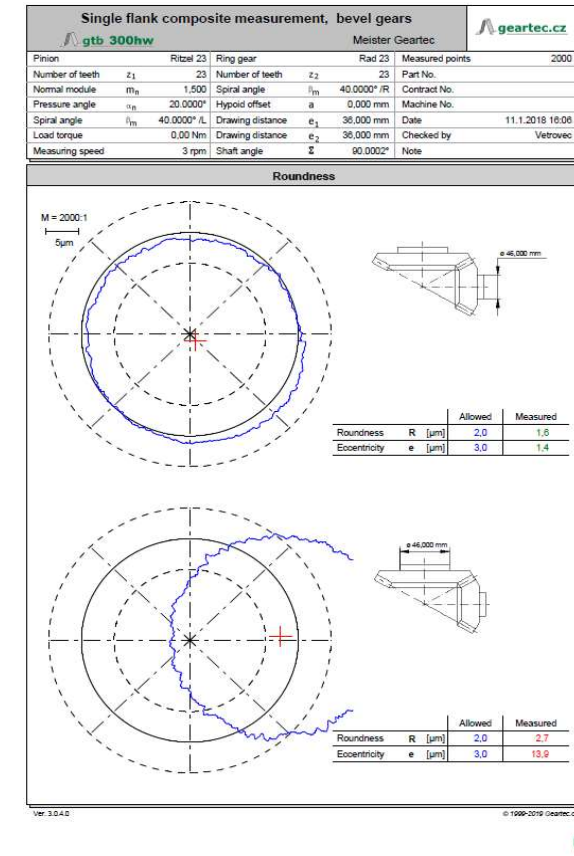 Single flank composite measurement, bevel gears
gtb 300hw
Meister Geartec
geartec.cz
Pinion Ritzel 23 Ring gear Rad 23 Measured points 2000
Number of teeth z1 23 Number of teeth z2 23 Part No.
Normal module mn 1,500 Spiral angle βm 40.0000° /R Contract No.
Pressure angle αn 20.0000° Hypoid offset a 0,000 mm Machine No.
Spiral angle βm 40.0000° /L Drawing distance e1 36,000 mm Date 11.1.2018 16:06
Load torque 0,00 Nm Drawing distance e2 36,000 mm Checked by Vetrovec
Measuring speed 3 rpm Shaft angle Σ 90.0002° Note
Roundness
M = 2000:1
5µm
ø 46,000 mm
Allowed Measured
Roundness R [µm] 2,0 1,6
Eccentricity e [µm] 3,0 1,4
ø 46,000 mm
Allowed Measured
Roundness R [µm] 2,0 2,7
Eccentricity e [µm] 3,0 13,9
Ver. 3.0.4.0
© 1999-2019 Geartec.c